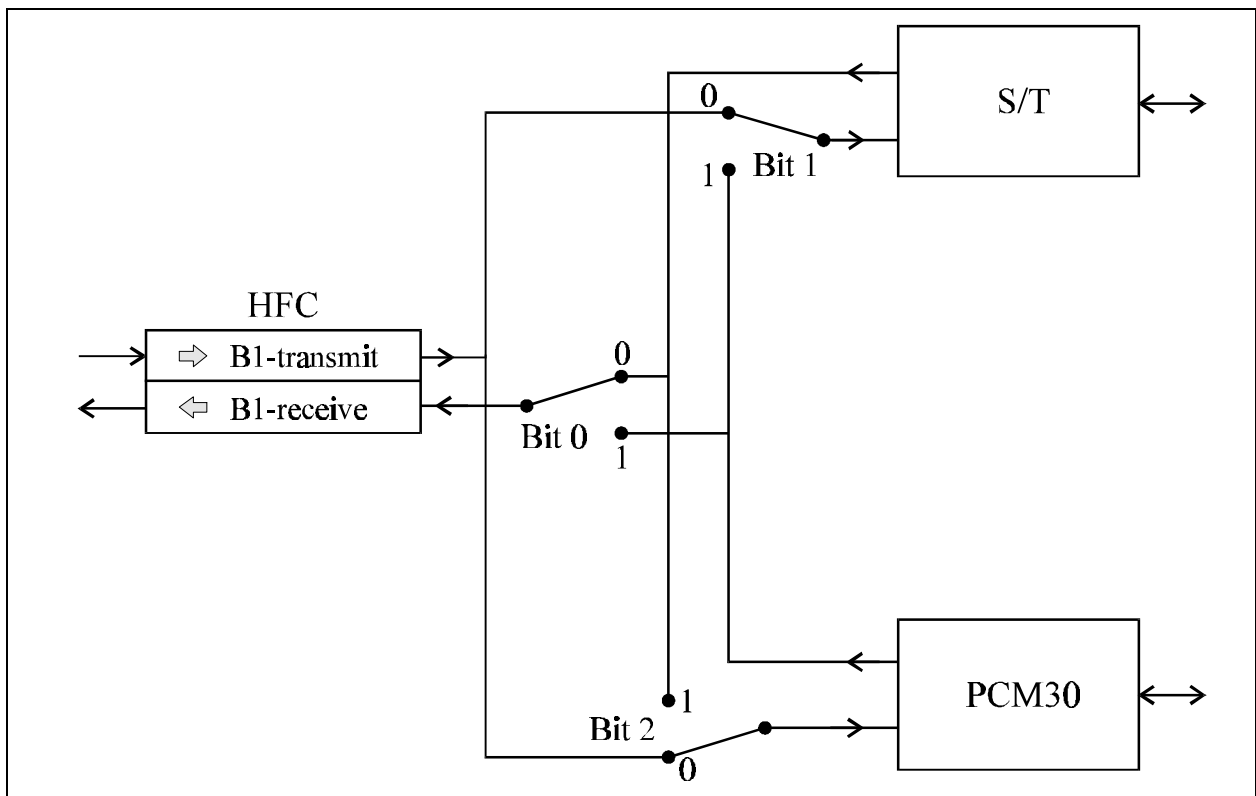 S/T
0
Bit 1
1
HFC
B1-transmit
0
B1-receive
Bit 0
1
1
PCM30
Bit 2
0